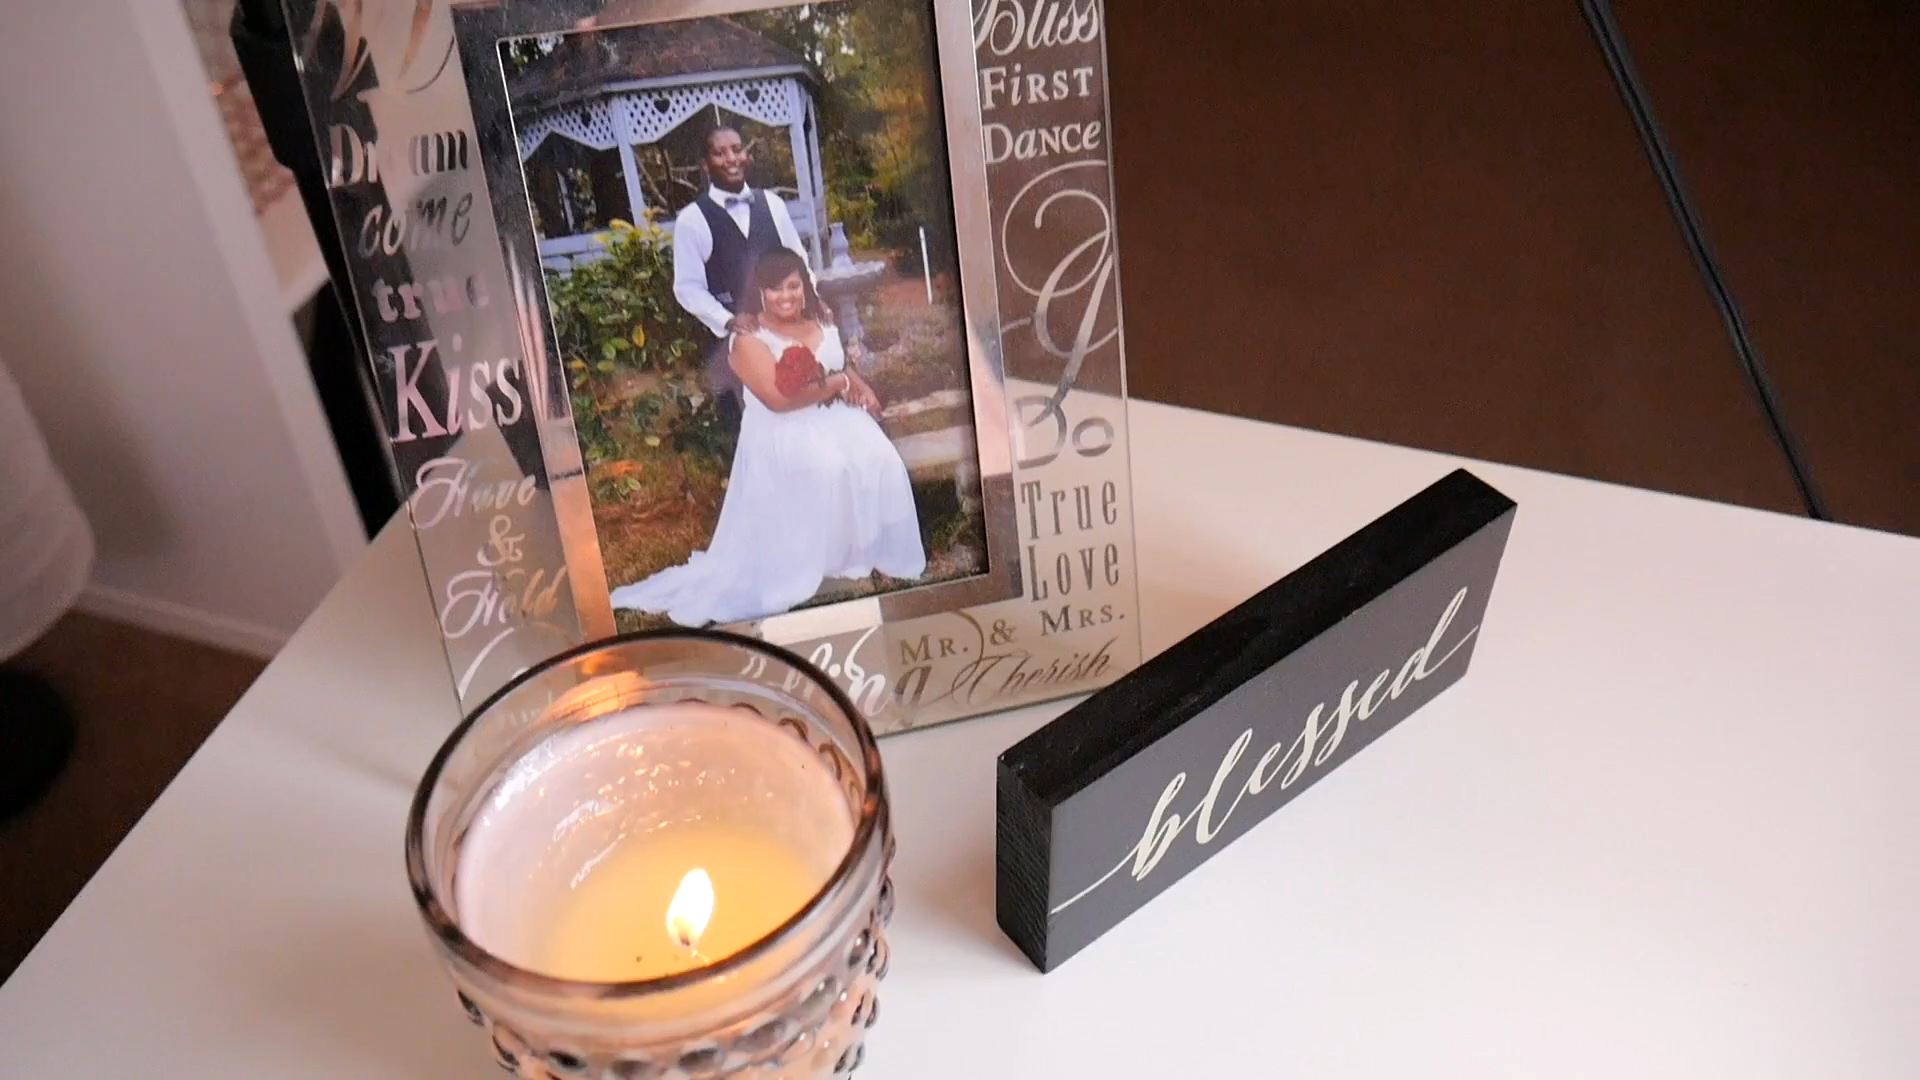 Dream
come
true
Kiss
Have
&
Hold
Bliss
First
Dance
I
Do
True
Love
Mr. & Mrs.
Cherish
blessed